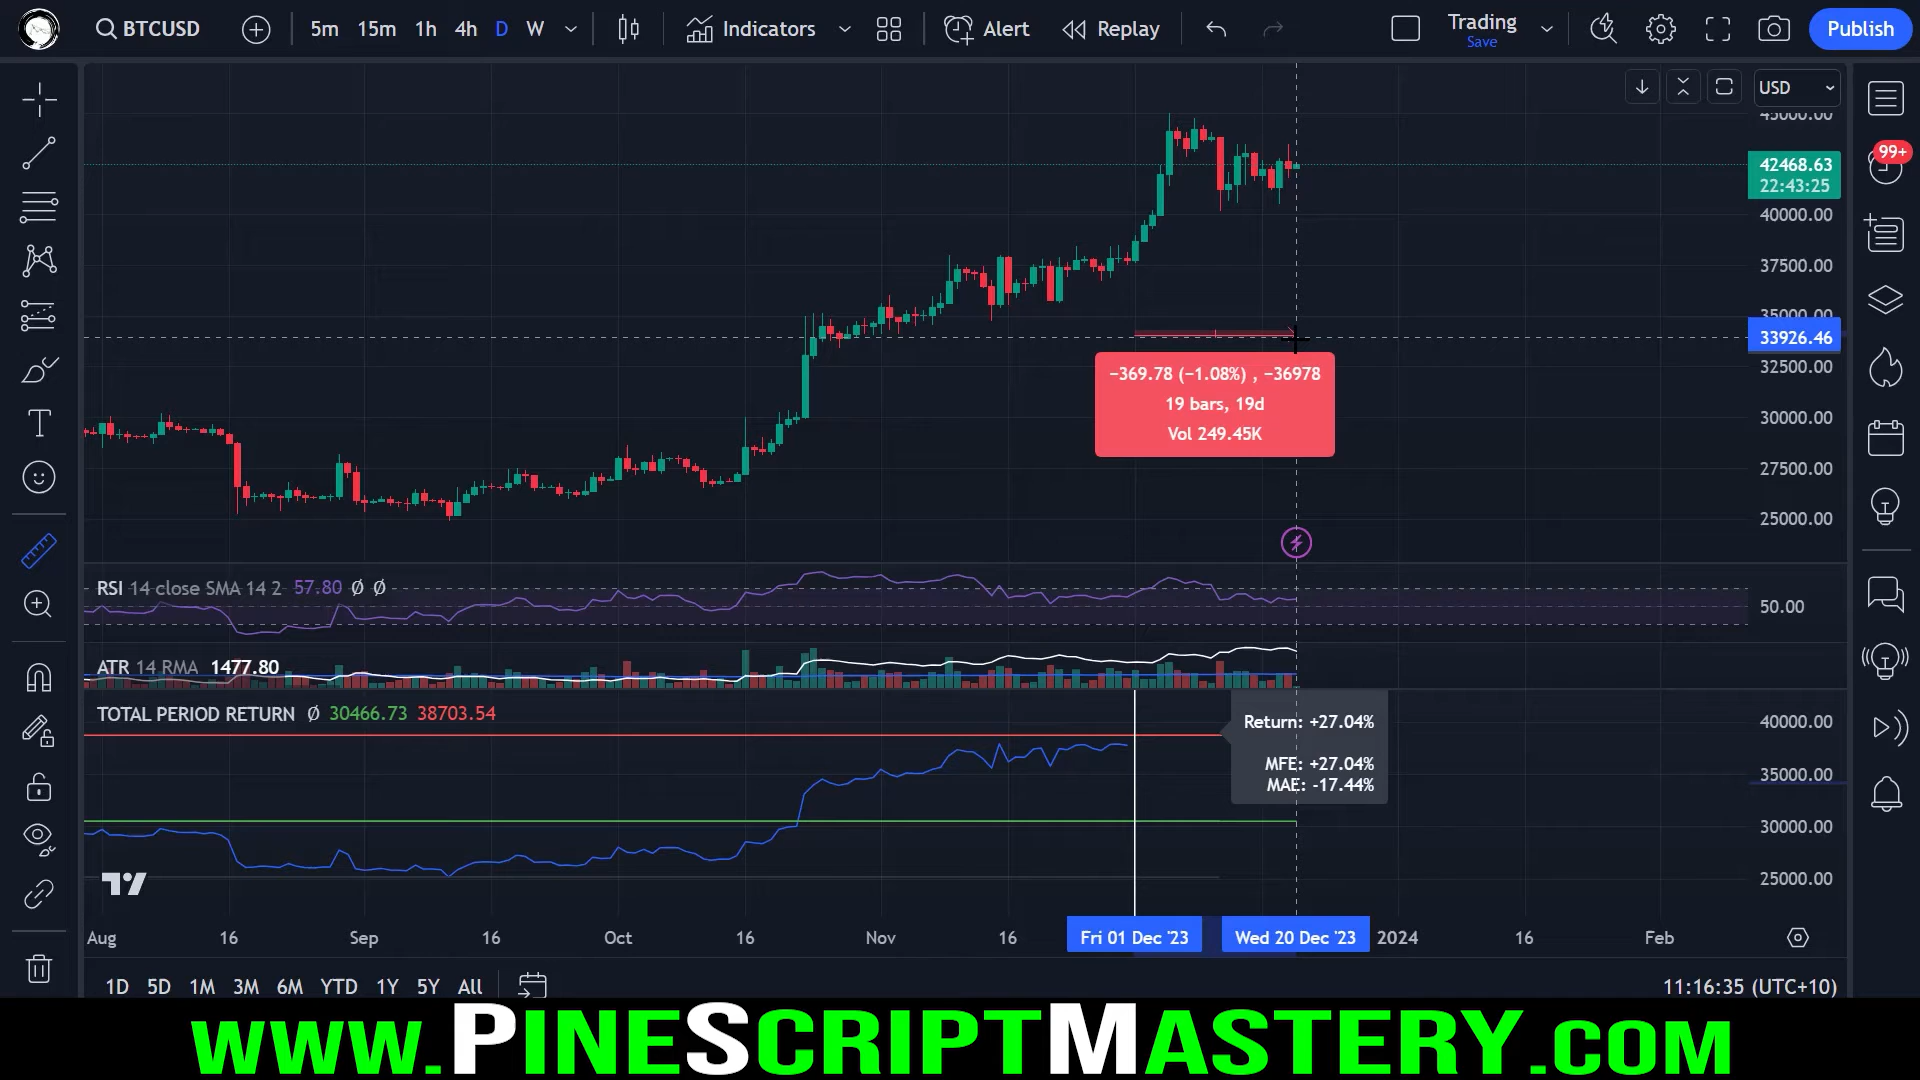 BTCUSD 5m 15m 1h 4h D W Indicators Alert Replay Trading Publish
Save
USD
45000.00
42468.63
22:43:25
40000.00
37500.00
35000.00
33926.46
32500.00
30000.00
27500.00
25000.00
99+
−369.78 (−1.08%) , −36978
19 bars, 19d
Vol 249.45K
RSI 14 close SMA 14 2 57.80 Ø Ø
50.00
ATR 14 RMA 1477.80
TOTAL PERIOD RETURN Ø 30466.73 38703.54
Return: +27.04%
MFE: +27.04%
MAE: -17.44%
40000.00
35000.00
30000.00
25000.00
Aug 16 Sep 16 Oct 16 Nov 16 Fri 01 Dec '23 Wed 20 Dec '23 2024 16 Feb
1D 5D 1M 3M 6M YTD 1Y 5Y All 11:16:35 (UTC+10)
www.PineScriptMastery.com